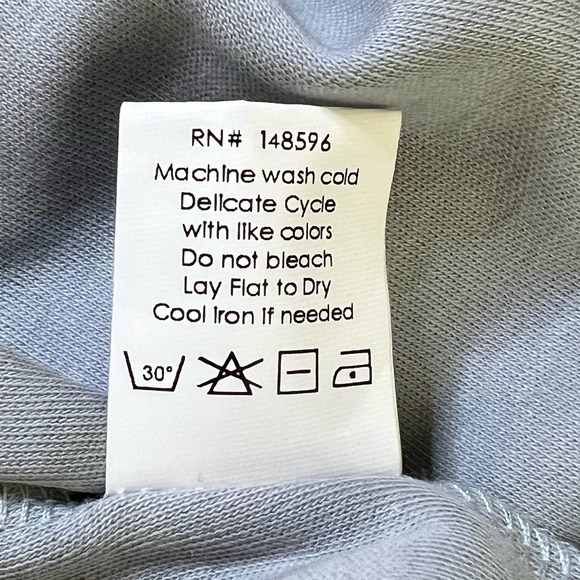 RN# 148596
Machine wash cold
Delicate Cycle
with like colors
Do not bleach
Lay Flat to Dry
Cool Iron If needed
30°